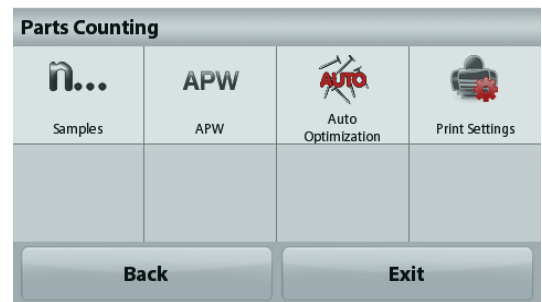 Parts Counting
n...
APW
AUTO
Samples
APW
Auto
Optimization
Print Settings
Back
Exit